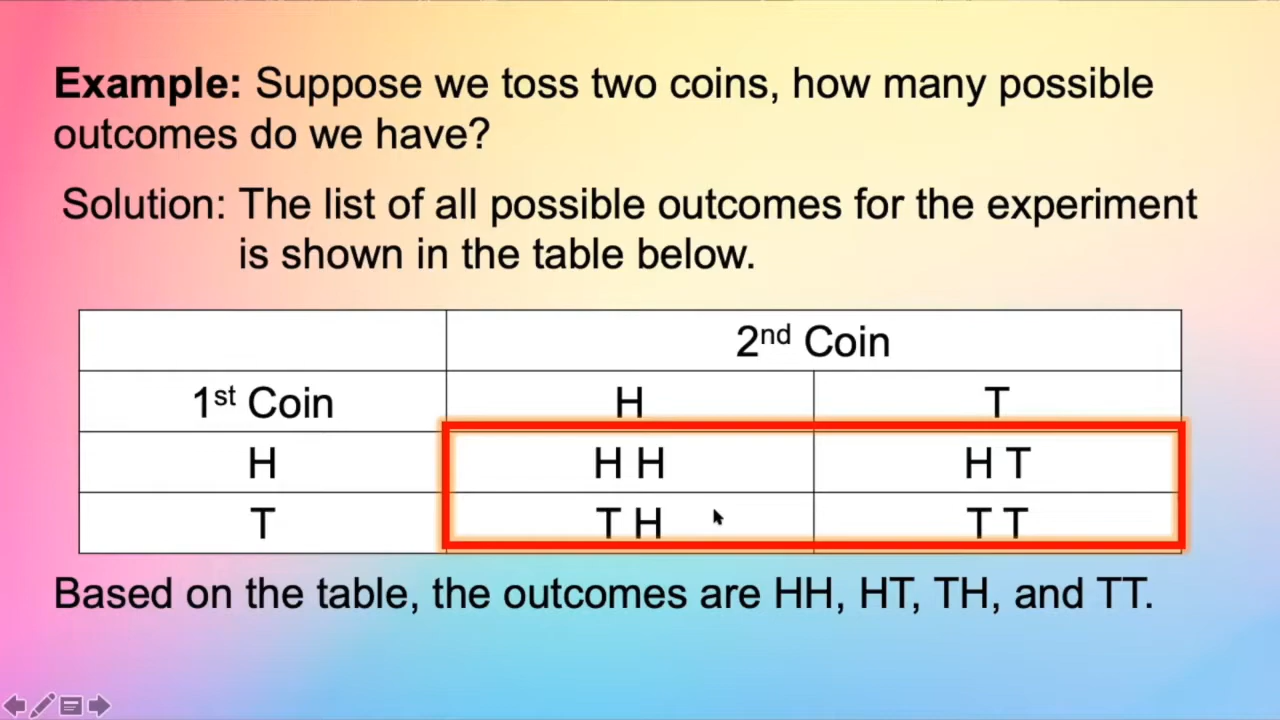 Example: Suppose we toss two coins, how many possible
outcomes do we have?
Solution: The list of all possible outcomes for the experiment
is shown in the table below.
2nd Coin
1st Coin H T
H H H H T
T T H T T
Based on the table, the outcomes are HH, HT, TH, and TT.